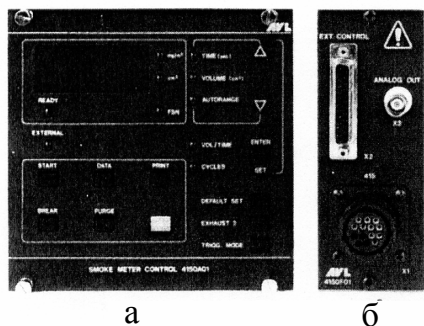 AVL
mg/m³
cm³
FSN
READY
EXTERNAL
TIME (sec)
VOLUME (cm³)
AUTORANGE
VOL/TIME
ENTER
CYCLES
SET
START DATA PRINT
BREAK PURGE
DEFAULT SET
EXHAUST 2
TRIGG. MODE
SMOKE METER CONTROL 4150A01
а
EXT CONTROL
ANALOG OUT
X3
X2
415
AVL
4150F01
X1
б